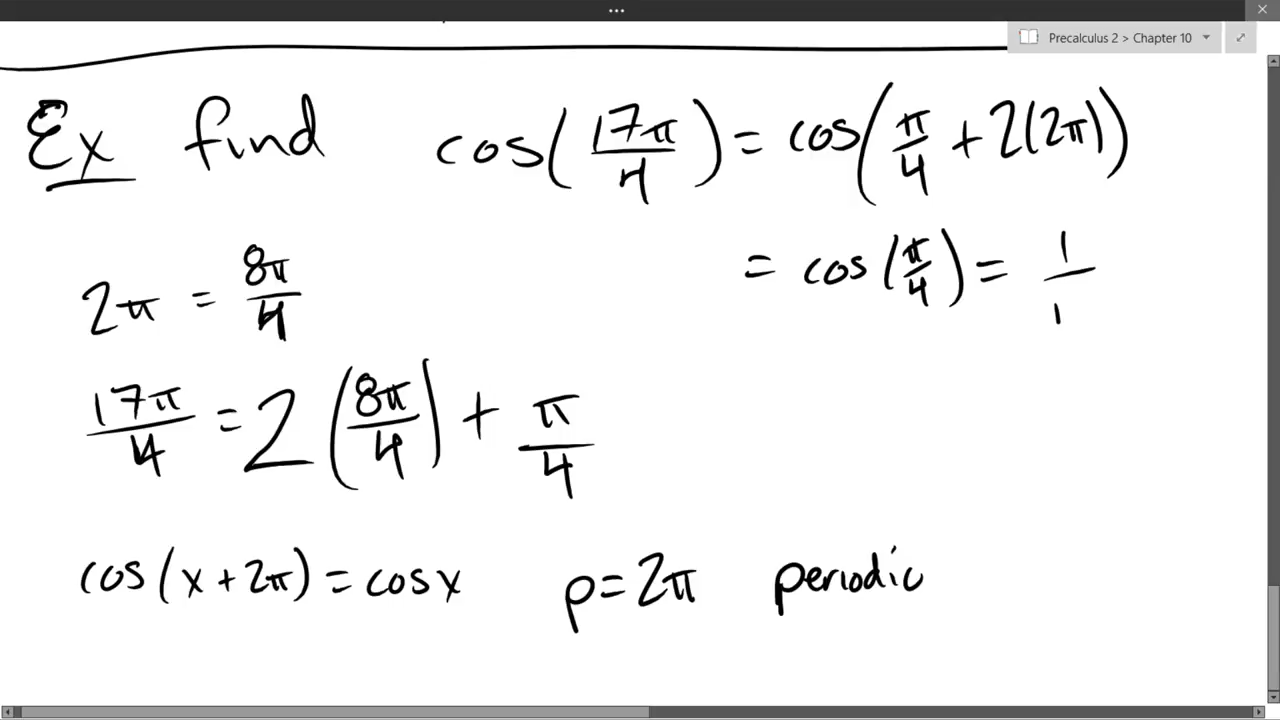 ...
Precalculus 2 > Chapter 10
Ex find cos(17π/4) = cos(π/4 + 2(2π))
= cos(π/4) = 1/
2π = 8π/4
17π/4 = 2(8π/4) + π/4
cos(x + 2π) = cos x p = 2π periodic